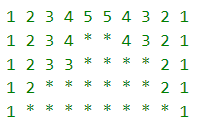 1 2 3 4 5 5 4 3 2 1
1 2 3 4 * * 4 3 2 1
1 2 3 3 * * * * 2 1
1 2 * * * * * * 2 1
1 * * * * * * * * 1